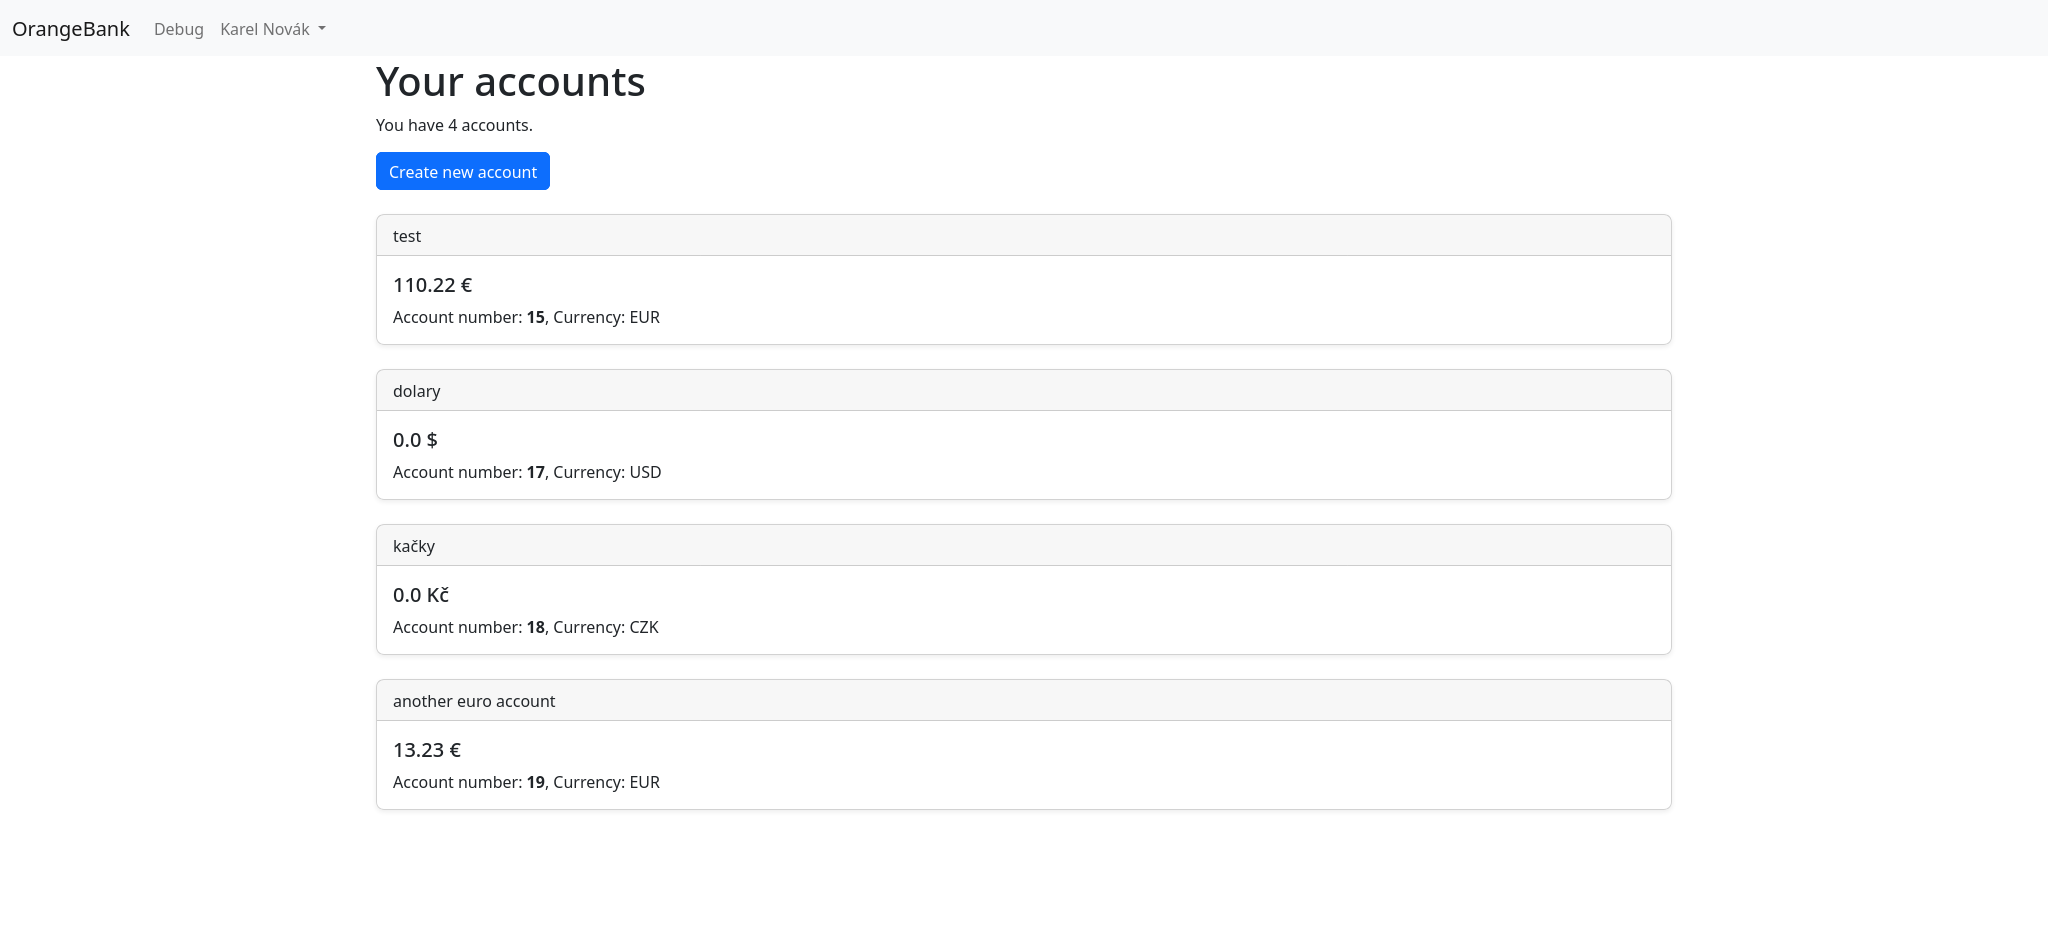 OrangeBank Debug Karel Novák
Your accounts
You have 4 accounts.
Create new account
test
110.22 €
Account number: 15, Currency: EUR
dolary
0.0 $
Account number: 17, Currency: USD
kačky
0.0 Kč
Account number: 18, Currency: CZK
another euro account
13.23 €
Account number: 19, Currency: EUR